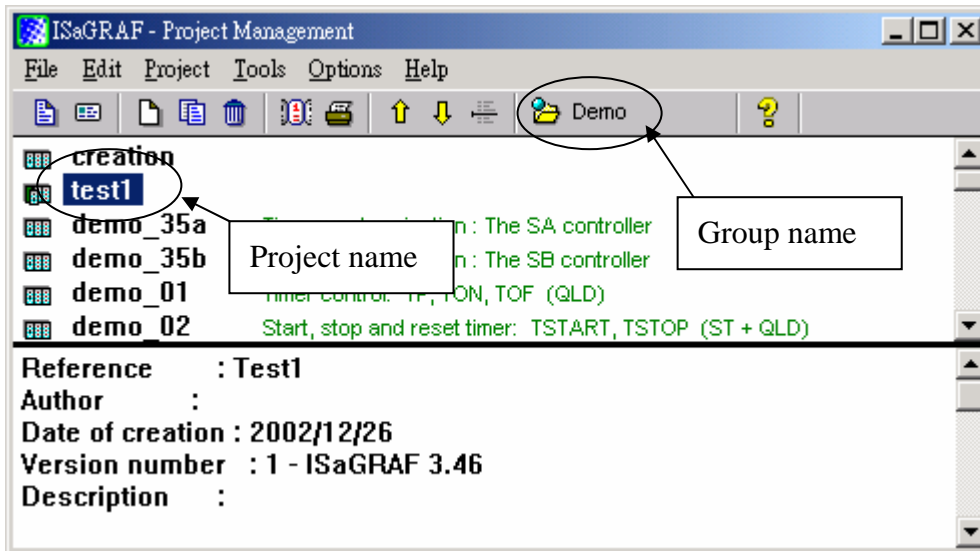 ISaGRAF - Project Management
File Edit Project Tools Options Help
Demo
creation
test1
demo_35a : The SA controller
demo_35b : The SB controller
demo_01 Timer control: TP, TON, TOF (QLD)
demo_02 Start, stop and reset timer: TSTART, TSTOP (ST + QLD)
Project name
Group name
Reference : Test1
Author :
Date of creation : 2002/12/26
Version number : 1 - ISaGRAF 3.46
Description :